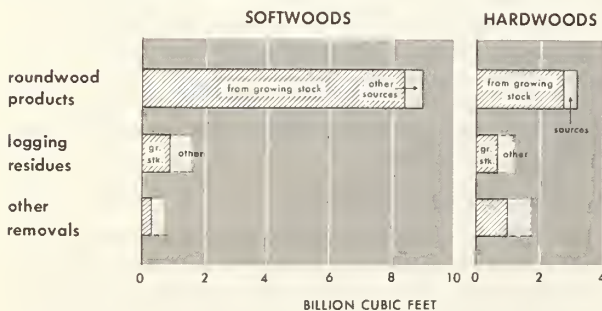 SOFTWOODS
HARDWOODS
roundwood
products
from growing stock
other
sources
from growing
stock
sources
logging
residues
gr.
stk.
other
gr.
stk.
other
other
removals
0 2 4 6 8 10
0 2 4
BILLION CUBIC FEET